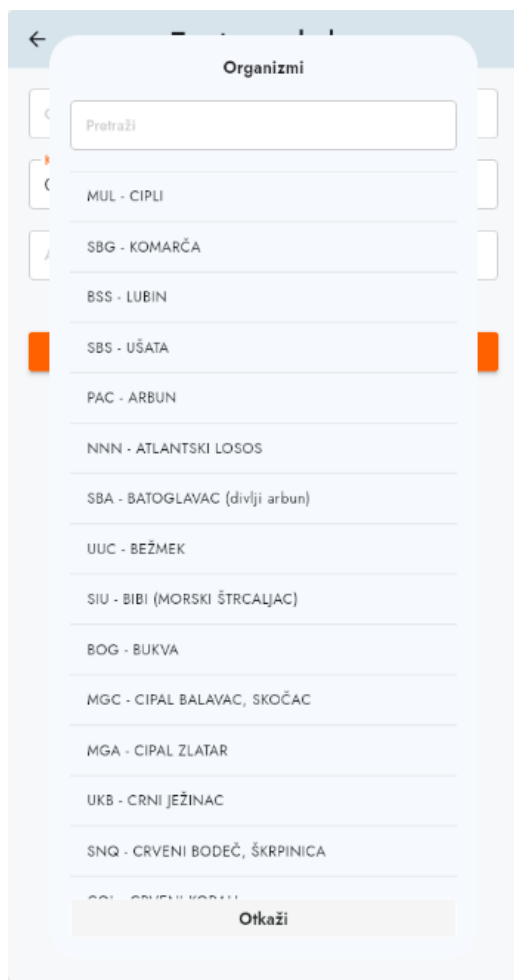 Organizmi
Pretraži
MUL - CIPLI
SBG - KOMARČA
BSS - LUBIN
SBS - UŠATA
PAC - ARBUN
NNN - ATLANTSKI LOSOS
SBA - BATOGLAVAC (divlji arbun)
UUC - BEŽMEK
SIU - BIBI (MORSKI ŠTRCALJAC)
BOG - BUKVA
MGC - CIPAL BALAVAC, SKOČAC
MGA - CIPAL ZLATAR
UKB - CRNI JEŽINAC
SNQ - CRVENI BODEČ, ŠKRPINICA
Otkaži